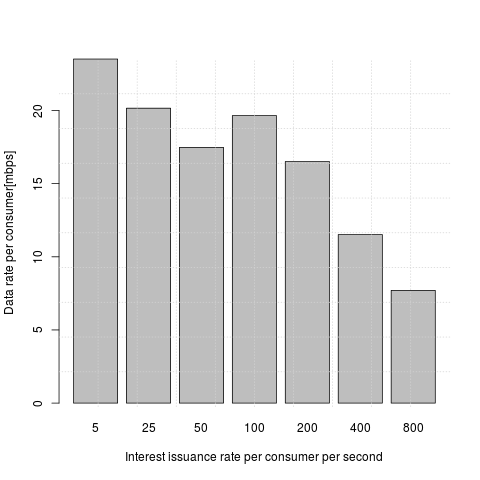 Data rate per consumer[mbps]
20
15
10
5
0
5 25 50 100 200 400 800
Interest issuance rate per consumer per second